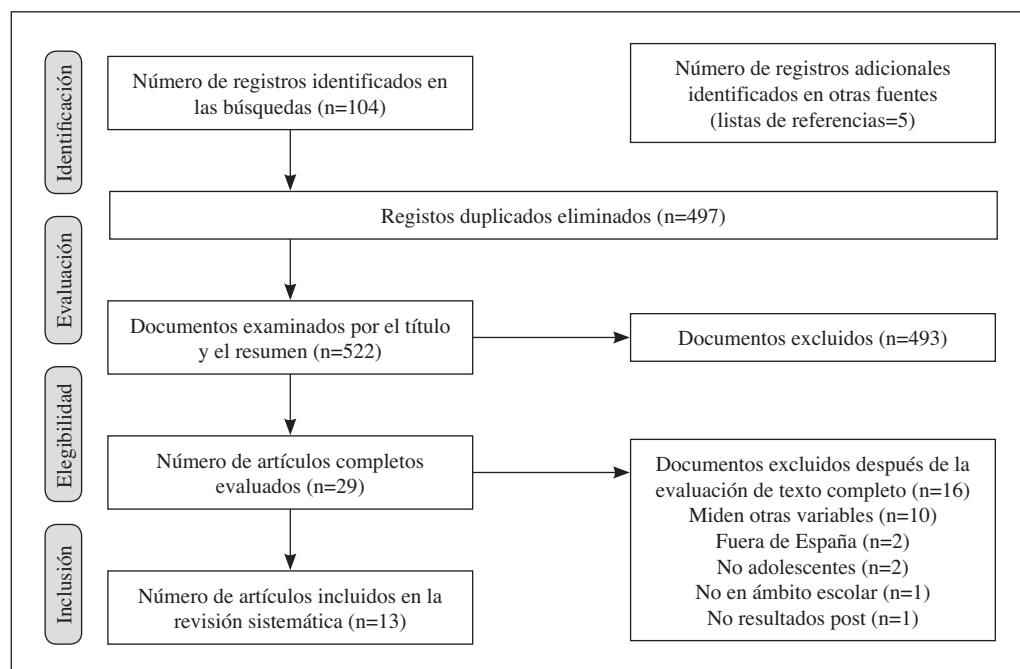 Identificación
Número de registros identificados en
las búsquedas (n=104)
Número de registros adicionales
identificados en otras fuentes
(listas de referencias=5)
Registos duplicados eliminados (n=497)
Evaluación
Documentos examinados por el título
y el resumen (n=522)
Documentos excluidos (n=493)
Elegibilidad
Número de artículos completos
evaluados (n=29)
Documentos excluidos después de la
evaluación de texto completo (n=16)
Miden otras variables (n=10)
Fuera de España (n=2)
No adolescentes (n=2)
No en ámbito escolar (n=1)
No resultados post (n=1)
Inclusión
Número de artículos incluidos en la
revisión sistemática (n=13)